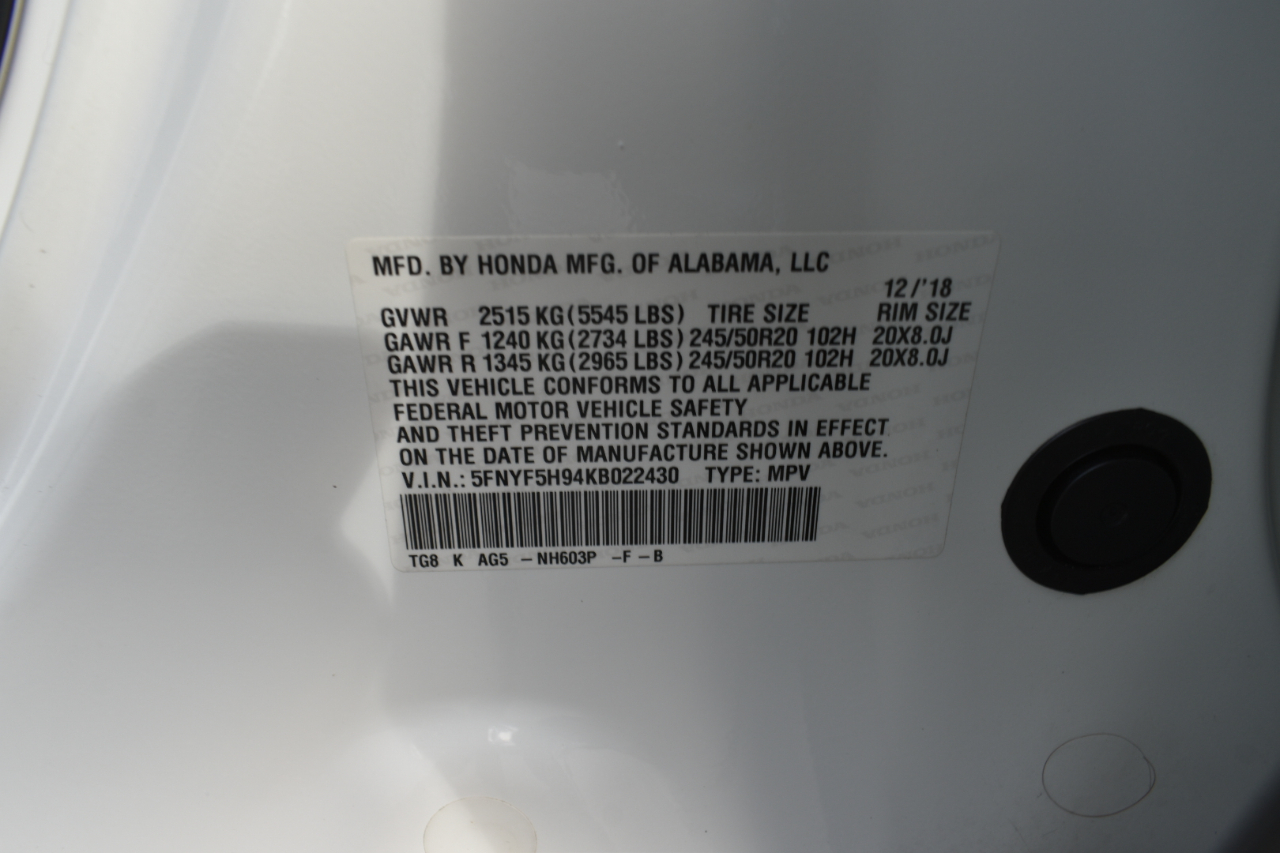 MFD. BY HONDA MFG. OF ALABAMA, LLC
12/'18
GVWR 2515 KG (5545 LBS) TIRE SIZE RIM SIZE
GAWR F 1240 KG (2734 LBS) 245/50R20 102H 20X8.0J
GAWR R 1345 KG (2965 LBS) 245/50R20 102H 20X8.0J
THIS VEHICLE CONFORMS TO ALL APPLICABLE
FEDERAL MOTOR VEHICLE SAFETY
AND THEFT PREVENTION STANDARDS IN EFFECT
ON THE DATE OF MANUFACTURE SHOWN ABOVE.
V.I.N.: 5FNYF5H94KB022430 TYPE: MPV
TG8 K AG5 -NH603P -F-B